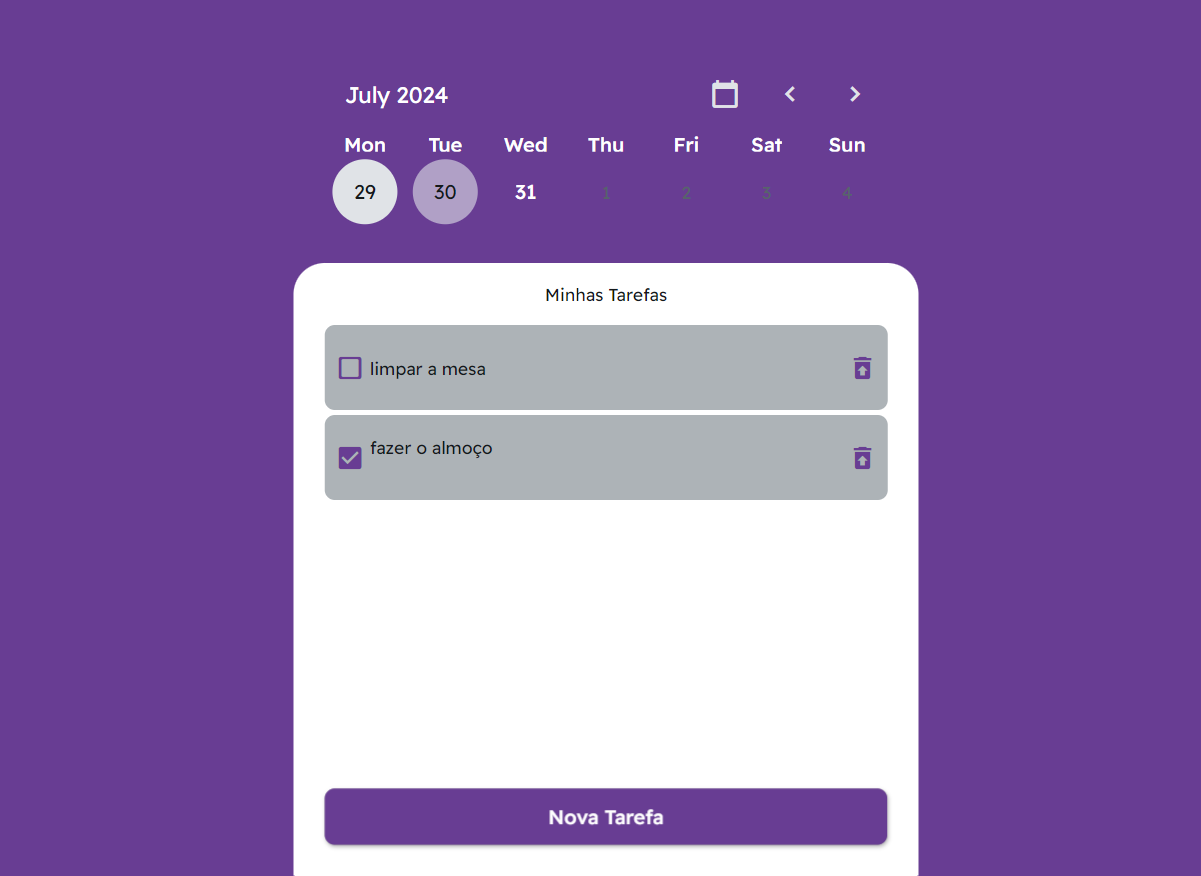 July 2024
Mon Tue Wed Thu Fri Sat Sun
29 30 31 1 2 3 4
Minhas Tarefas
limpar a mesa
fazer o almoço
Nova Tarefa